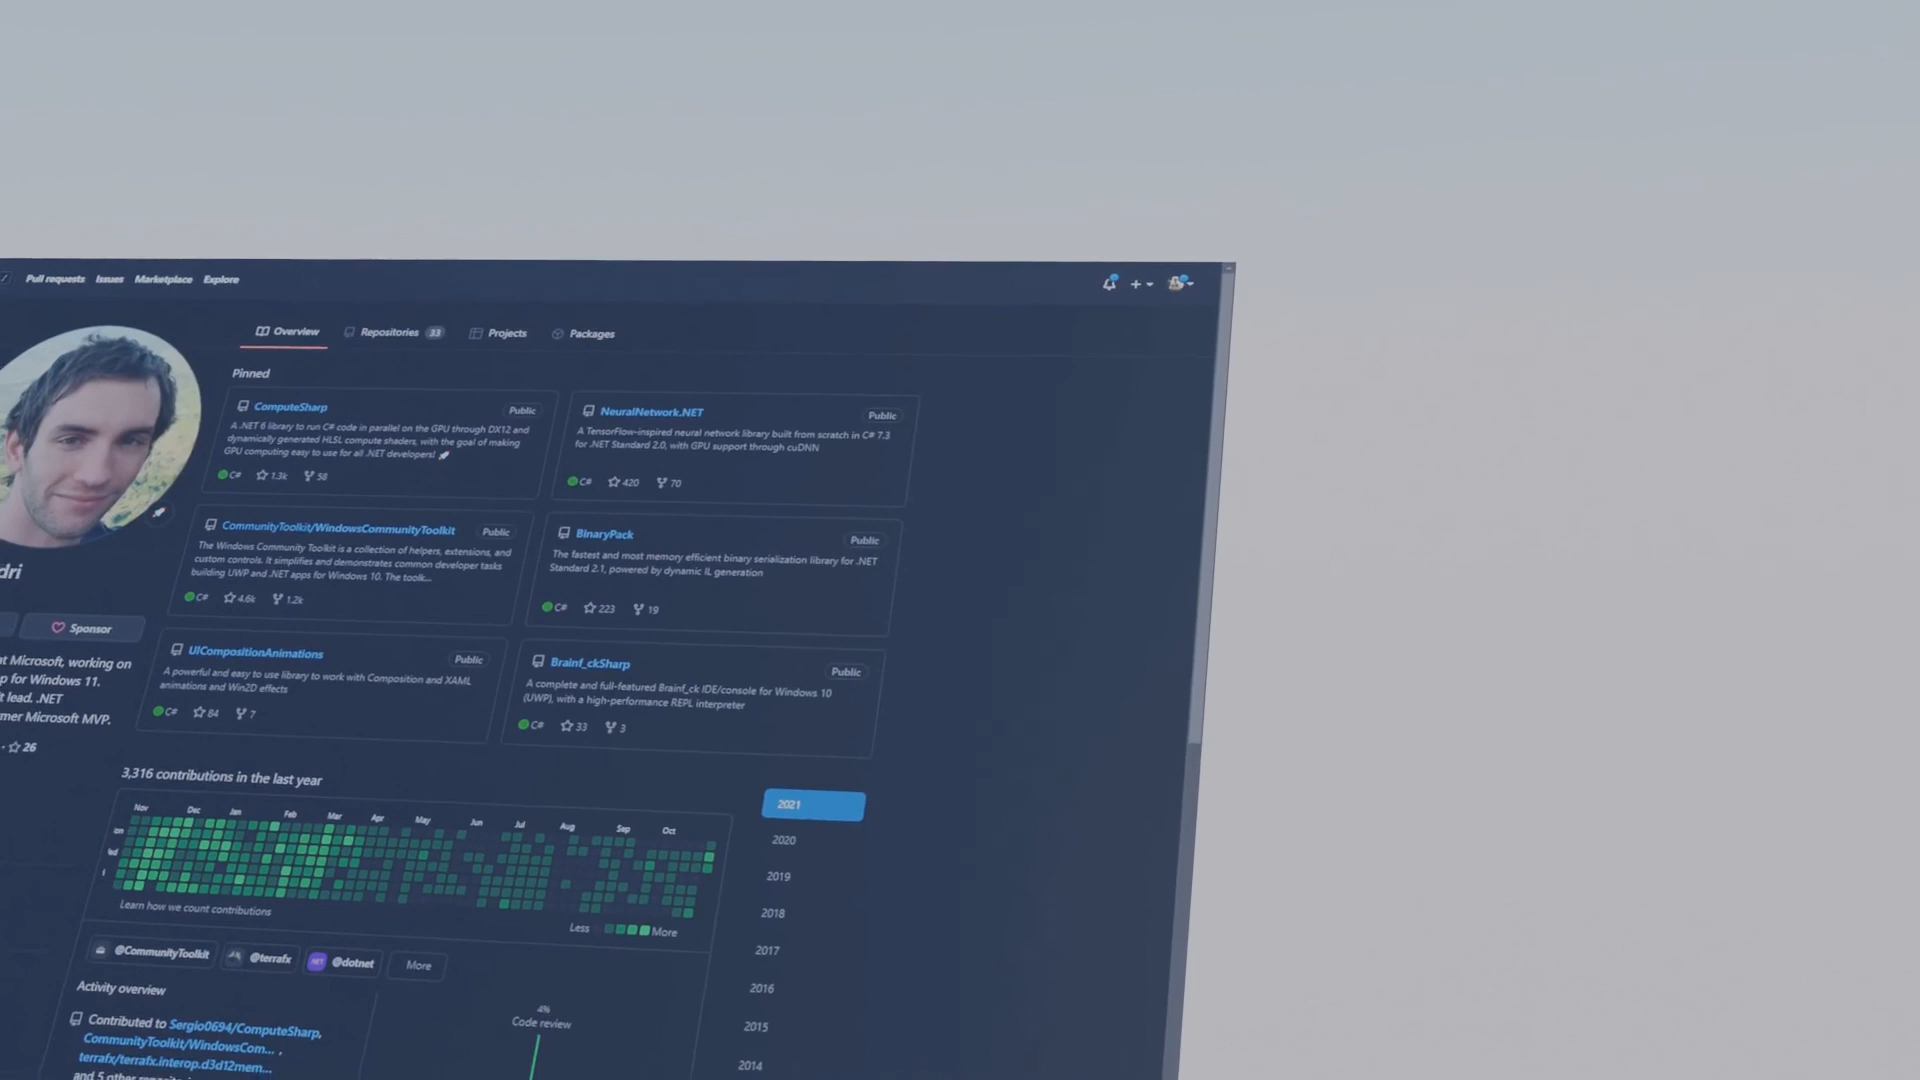 Pull requests Issues Marketplace Explore
Overview Repositories 33 Projects Packages
Pinned
ComputeSharp Public
A .NET 6 library to run C# code in parallel on the GPU through DX12 and
dynamically generated HLSL compute shaders, with the goal of making
GPU computing easy to use for all .NET developers! 🚀
C# 1.3k 58
NeuralNetwork.NET Public
A TensorFlow-inspired neural network library built from scratch in C# 7.3
for .NET Standard 2.0, with GPU support through cuDNN
C# 420 70
CommunityToolkit/WindowsCommunityToolkit Public
The Windows Community Toolkit is a collection of helpers, extensions, and
custom controls. It simplifies and demonstrates common developer tasks
building UWP and .NET apps for Windows 10. The toolk...
C# 4.6k 1.2k
BinaryPack Public
The fastest and most memory efficient binary serialization library for .NET
Standard 2.1, powered by dynamic IL generation
C# 223 19
UICompositionAnimations Public
A powerful and easy to use library to work with Composition and XAML
animations and Win2D effects
C# 84 7
Brainf_ckSharp Public
A complete and full-featured Brainf_ck IDE/console for Windows 10
(UWP), with a high-performance REPL interpreter
C# 33 3
dri
Sponsor
at Microsoft, working on
p for Windows 11.
t lead. .NET
mer Microsoft MVP.
· 26
3,316 contributions in the last year
Nov Dec Jan Feb Mar Apr May Jun Jul Aug Sep Oct
on
ed
Learn how we count contributions
Less More
2021
2020
2019
2018
2017
2016
2015
2014
@CommunityToolkit @terrafx .NET @dotnet More
Activity overview
Contributed to Sergio0694/ComputeSharp,
CommunityToolkit/WindowsCom... ,
terrafx/terrafx.interop.d3d12mem...
and 5 other
4%
Code review